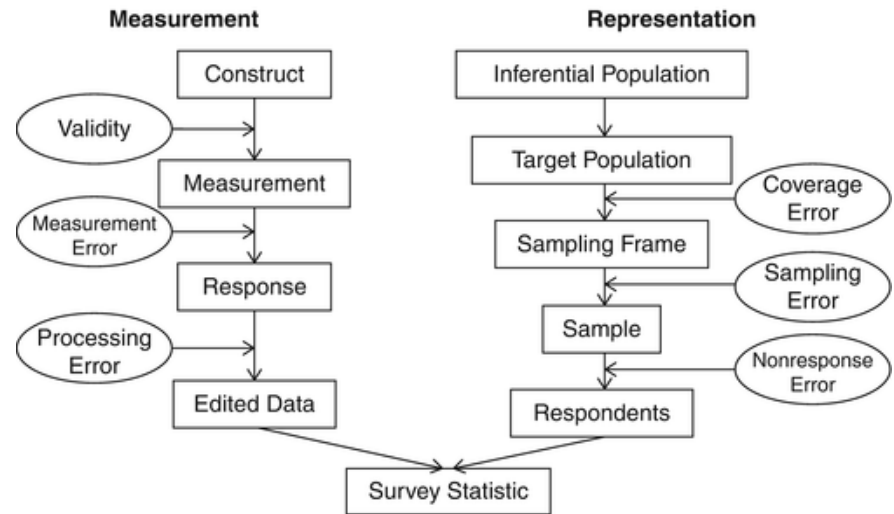 Measurement
Representation
Construct
Inferential Population
Validity
Target Population
Measurement
Coverage
Error
Measurement
Error
Sampling Frame
Response
Sampling
Error
Sample
Processing
Error
Nonresponse
Error
Edited Data
Respondents
Survey Statistic